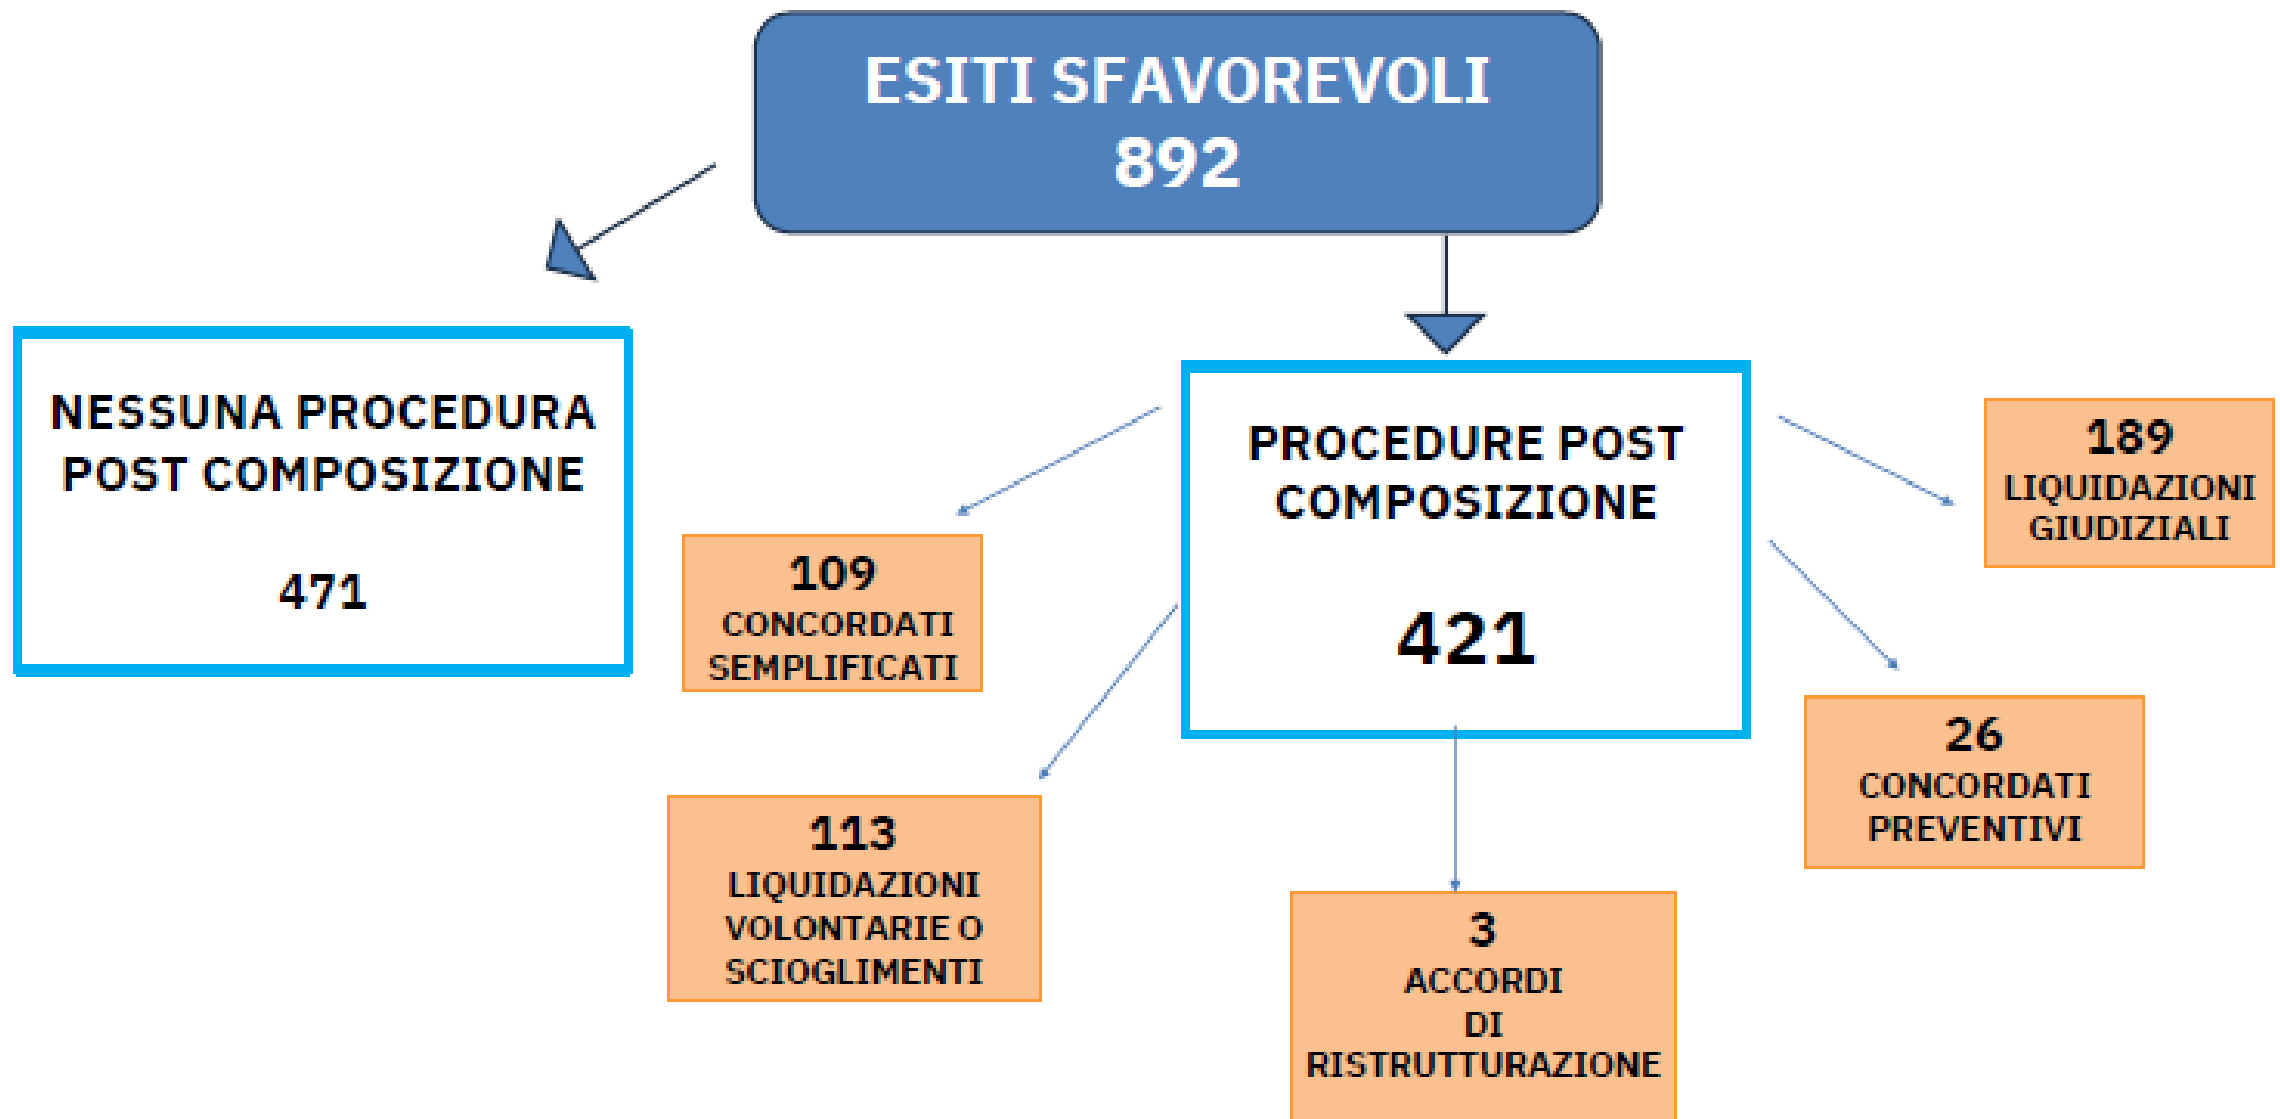 ESITI SFAVOREVOLI
892
NESSUNA PROCEDURA
POST COMPOSIZIONE
471
PROCEDURE POST
COMPOSIZIONE
421
109
CONCORDATI
SEMPLIFICATI
113
LIQUIDAZIONI
VOLONTARIE O
SCIOGLIMENTI
3
ACCORDI
DI
RISTRUTTURAZIONE
189
LIQUIDAZIONI
GIUDIZIALI
26
CONCORDATI
PREVENTIVI